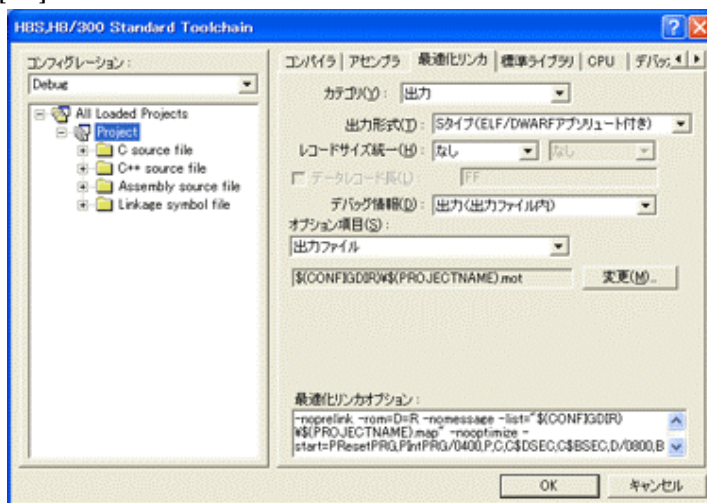 H8S,H8/300 Standard Toolchain
コンフィグレーション:
Debug
All Loaded Projects
Project
C source file
C++ source file
Assembly source file
Linkage symbol file
コンパイラ アセンブラ 最適化リンカ 標準ライブラリ CPU デバッ
カテゴリ(Y): 出力
出力形式(T): Sタイプ(ELF/DWARFアブソリュート付き)
レコードサイズ統一(H): なし なし
データレコード長(L): FF
デバッグ情報(D): 出力(出力ファイル内)
オプション項目(S):
出力ファイル
$(CONFIGDIR)¥$(PROJECTNAME).mot 変更(M)...
最適化リンカオプション:
-noprelink -rom=D=R -nomessage -list="$(CONFIGDIR)
¥$(PROJECTNAME).map" -nooptimize -
start=PResetPRG,PIntPRG/0400,P,C,C$DSEC,C$BSEC,D/0800,B
OK キャンセル